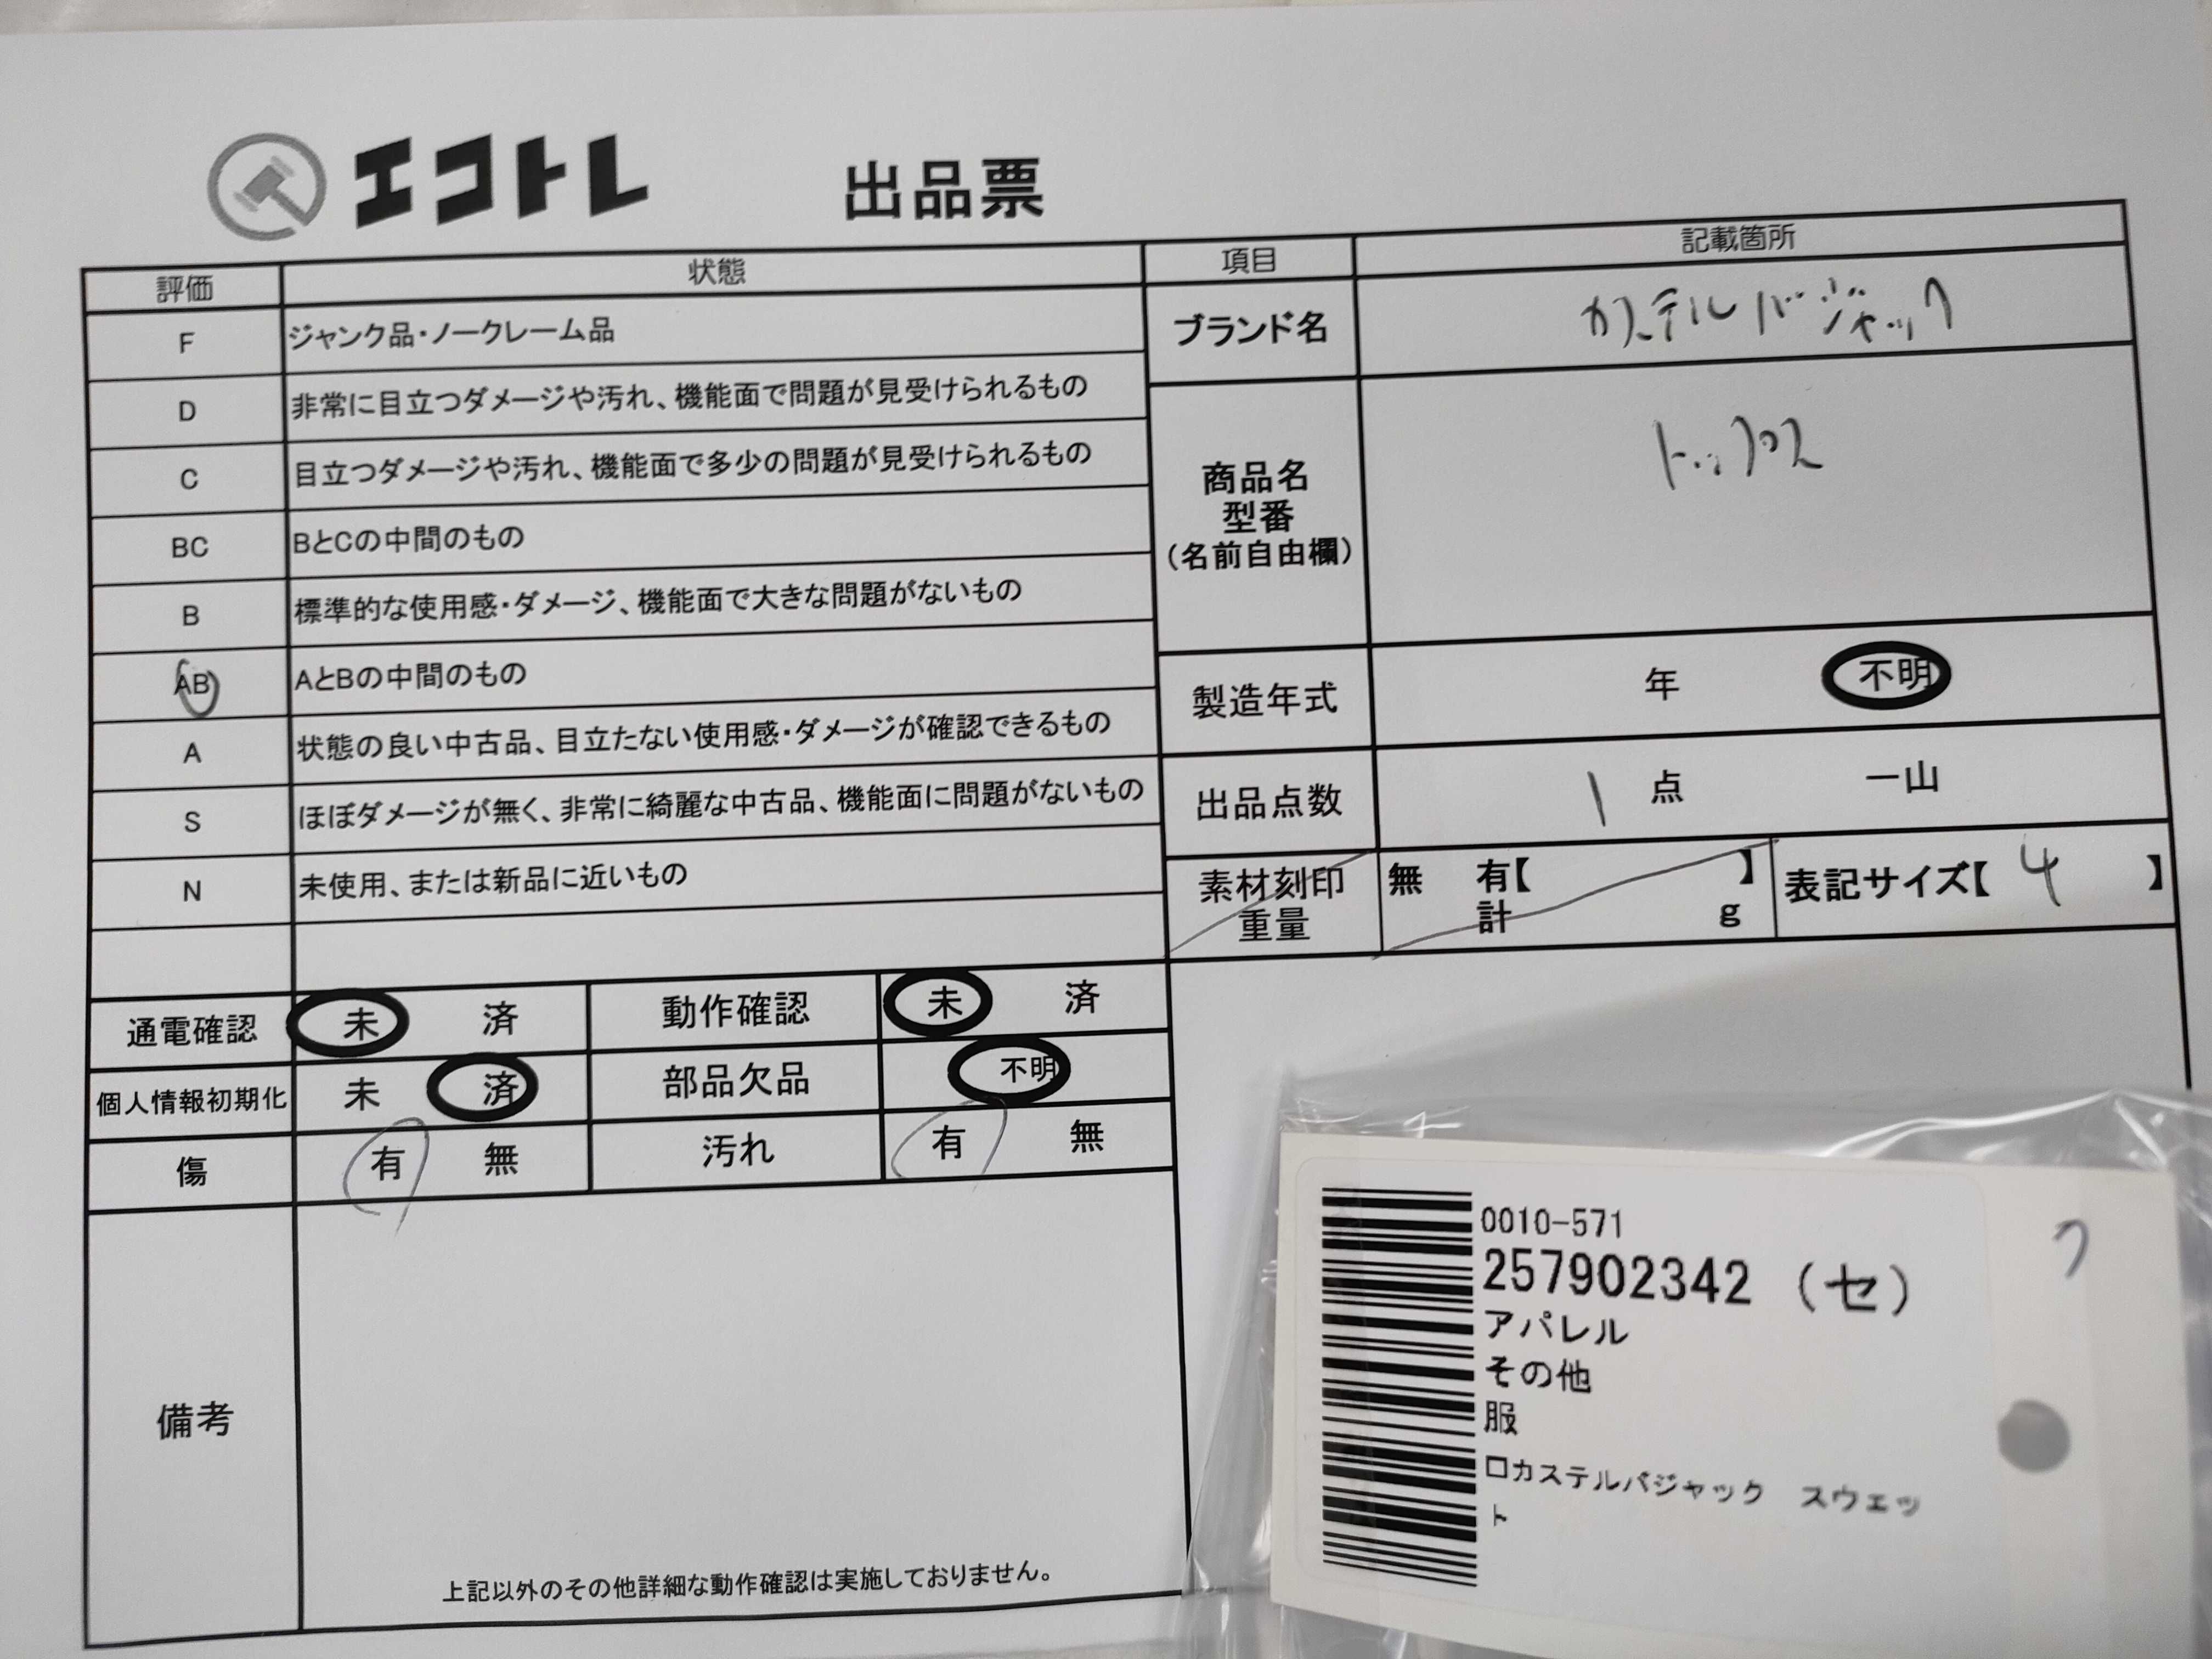 エコトレ 出品票
評価 状態 項目 記載箇所
F ジャンク品・ノークレーム品
D 非常に目立つダメージや汚れ、機能面で問題が見受けられるもの
C 目立つダメージや汚れ、機能面で多少の問題が見受けられるもの
BC BとCの中間のもの
B 標準的な使用感・ダメージ、機能面で大きな問題がないもの
AB AとBの中間のもの
A 状態の良い中古品、目立たない使用感・ダメージが確認できるもの
S ほぼダメージが無く、非常に綺麗な中古品、機能面に問題がないもの
N 未使用、または新品に近いもの
ブランド名 カステルバジャック
商品名 トップス
型番
(名前自由欄)
製造年式 年 不明
出品点数 1 点 一山
素材刻印 無 有【 】 表記サイズ【 4 】
重量 計 g
通電確認 未 済 動作確認 未 済
個人情報初期化 未 済 部品欠品 不明
傷 有 無 汚れ 有 無
備考
上記以外のその他詳細な動作確認は実施しておりません。
0010-571
257902342 (セ)
アパレル
その他
服
口カステルバジャック スウェッ
ト